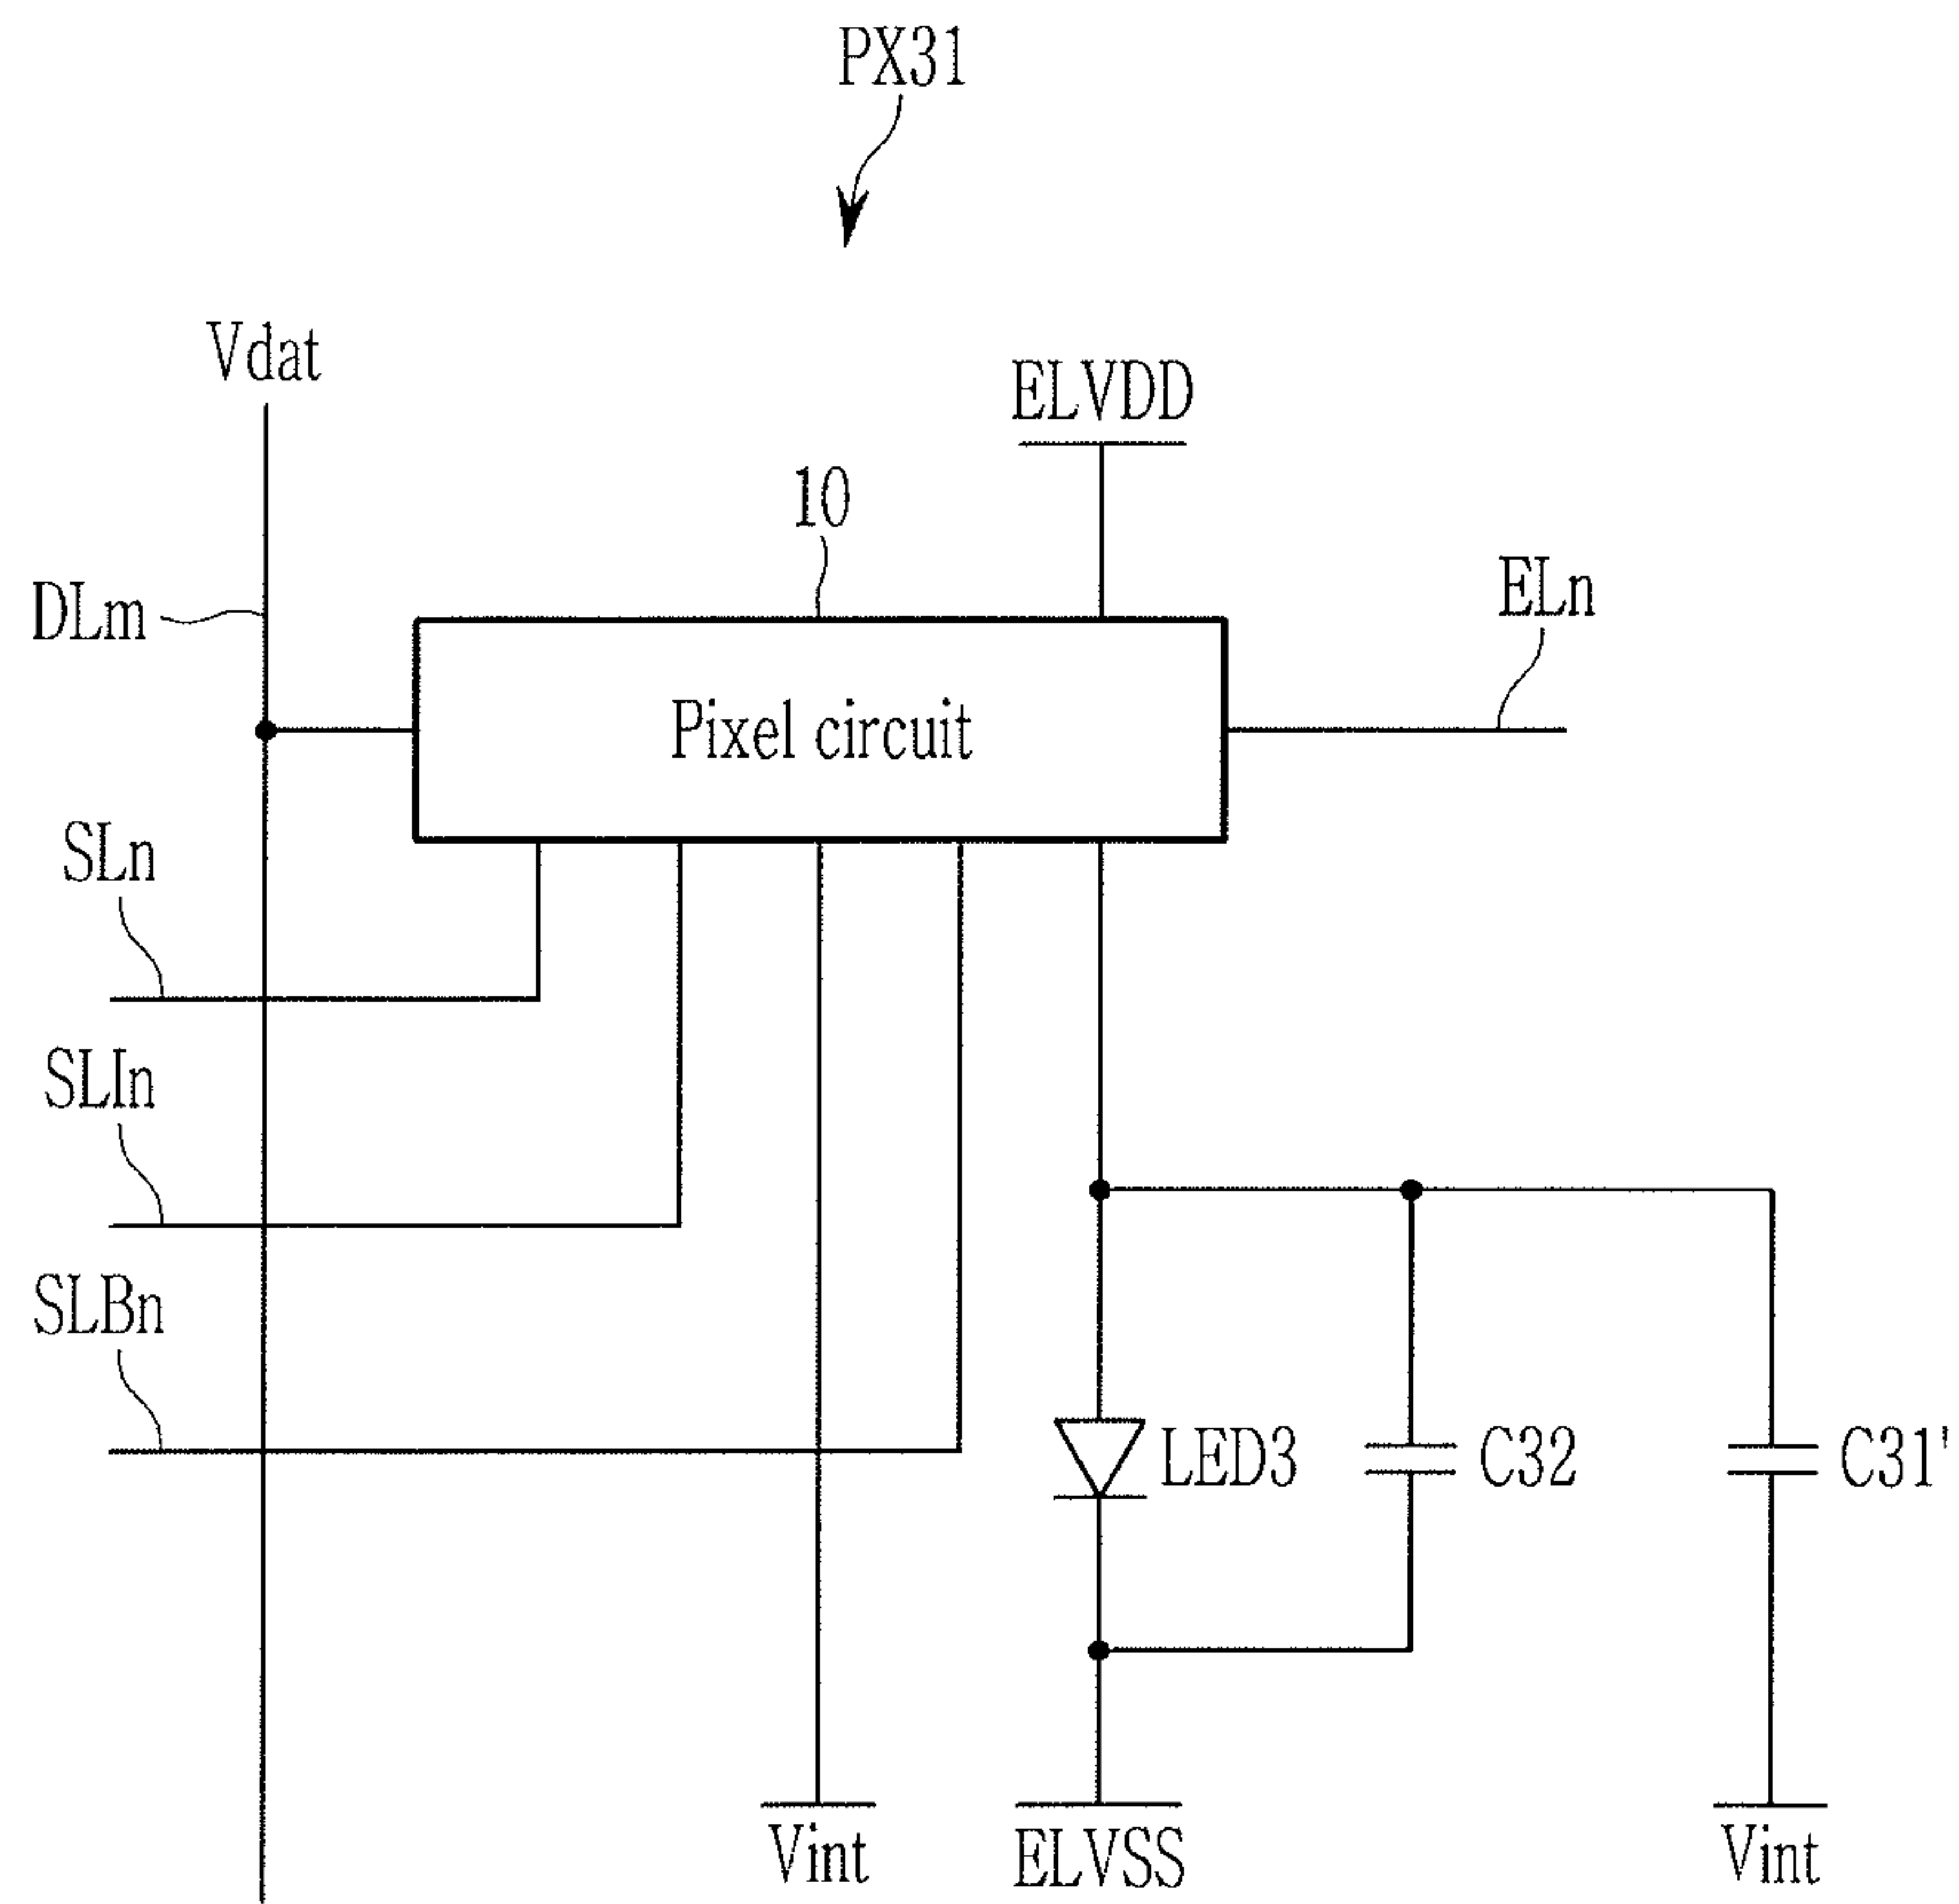 PX31
Vdat
ELVDD
10
DLm
ELn
Pixel circuit
SLn
SLIn
SLBn
LED3
C32
C31'
Vint
ELVSS
Vint